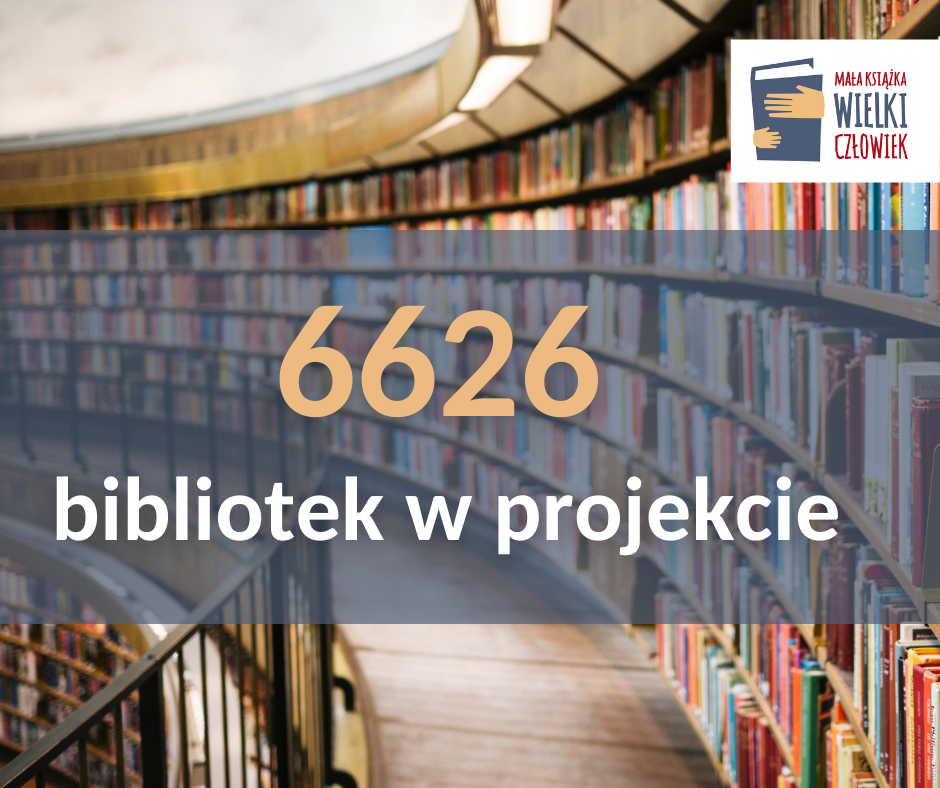 MAŁA KSIĄŻKA
WIELKI
CZŁOWIEK
6626
bibliotek w projekcie